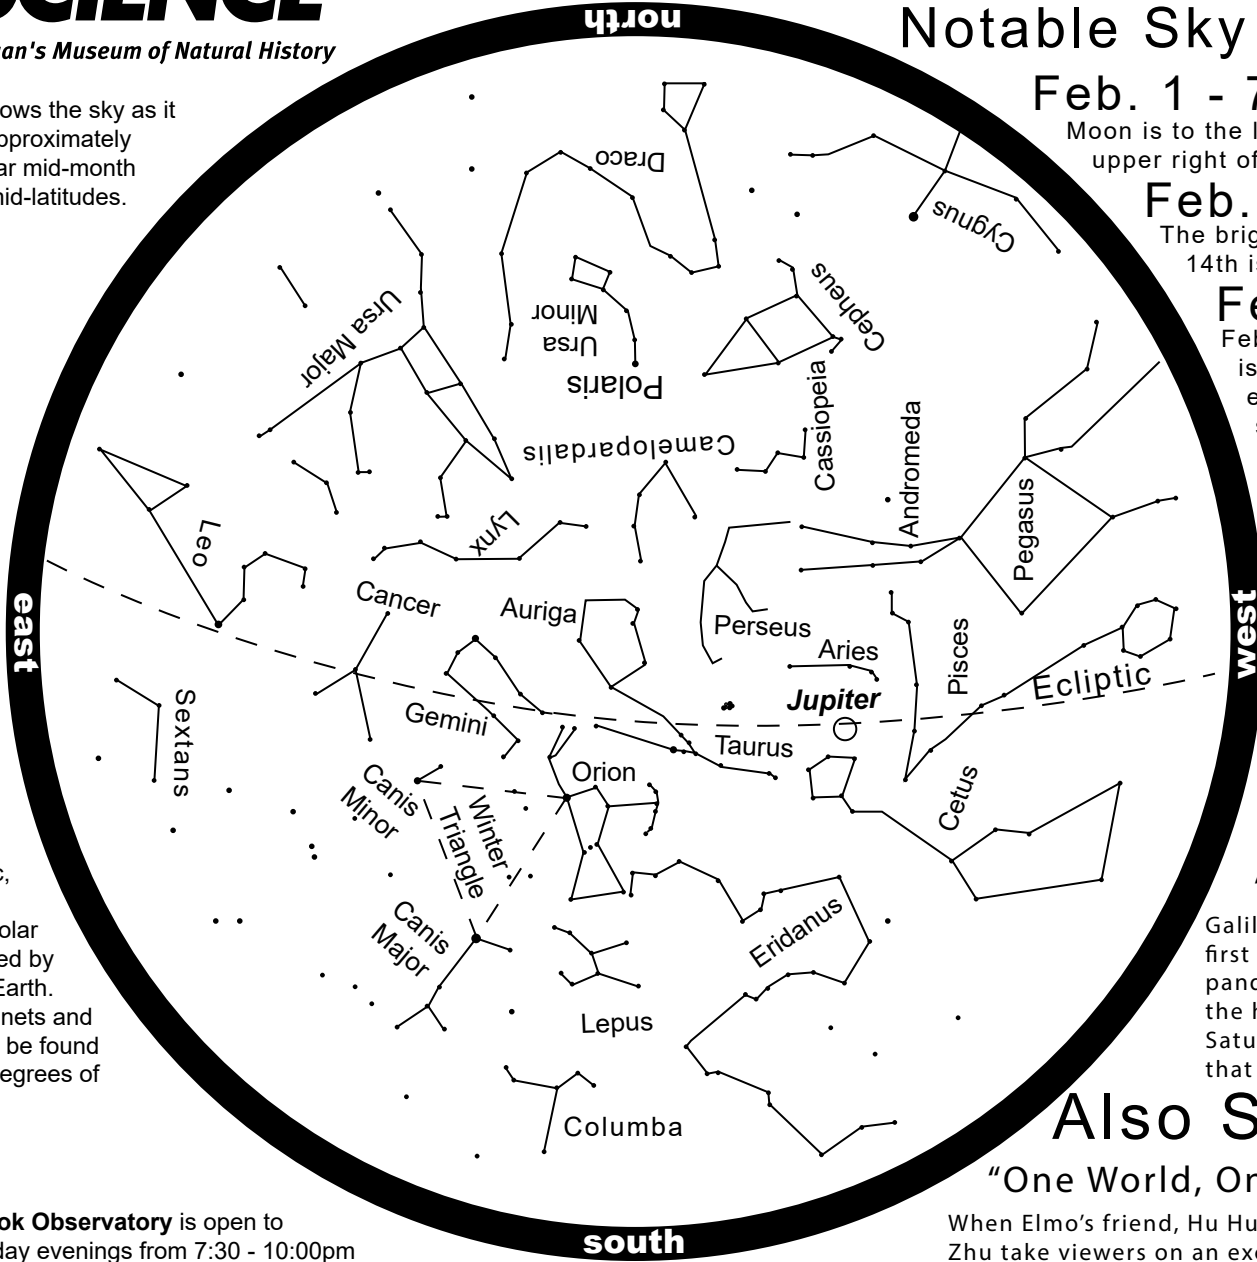 SCIENCE
an's Museum of Natural History
ows the sky as it
pproximately
ar mid-month
id-latitudes.
Notable Sky
Feb. 1 - 7
Moon is to the l
upper right of
Feb.
The brig
14th is
Fe
Feb
is
e
north
Draco
Cygnus
Cepheus
Ursa
Minor
Polaris
Ursa Major
Camelopardalis
Cassiopeia
Andromeda
Pegasus
Lynx
Leo
Cancer
Auriga
Perseus
Aries
Pisces
east
west
Jupiter
Ecliptic
Sextans
Gemini
Taurus
Orion
Cetus
Canis
Minor
Winter
Triangle
Canis
Major
Eridanus
Lepus
Columba
south
c,
olar
ed by
Earth.
nets and
be found
egrees of
ok Observatory is open to
day evenings from 7:30 - 10:00pm
Galil
first
panc
the h
Satu
that
Also S
“One World, On
When Elmo’s friend, Hu Hu
Zhu take viewers on an exc